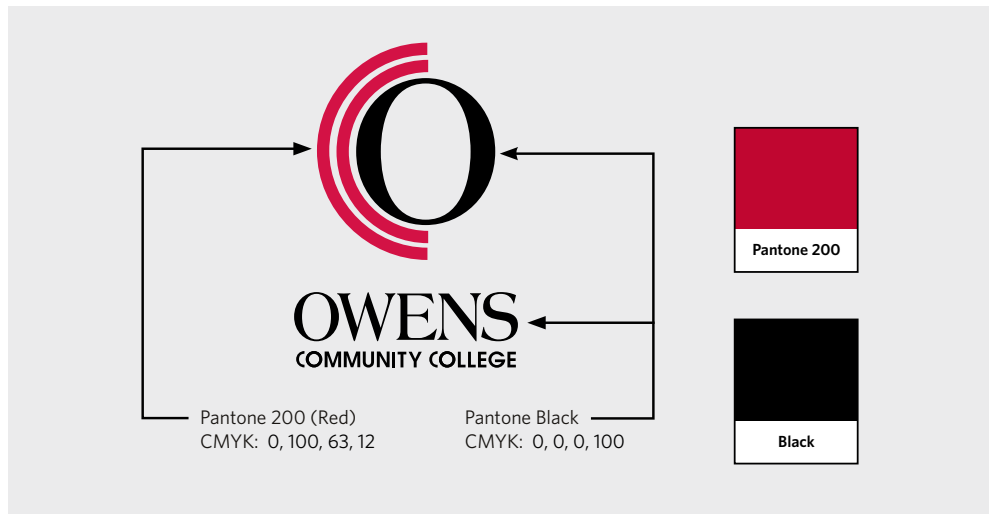 O
OWENS
COMMUNITY COLLEGE
Pantone 200 (Red)
CMYK: 0, 100, 63, 12
Pantone Black
CMYK: 0, 0, 0, 100
Pantone 200
Black